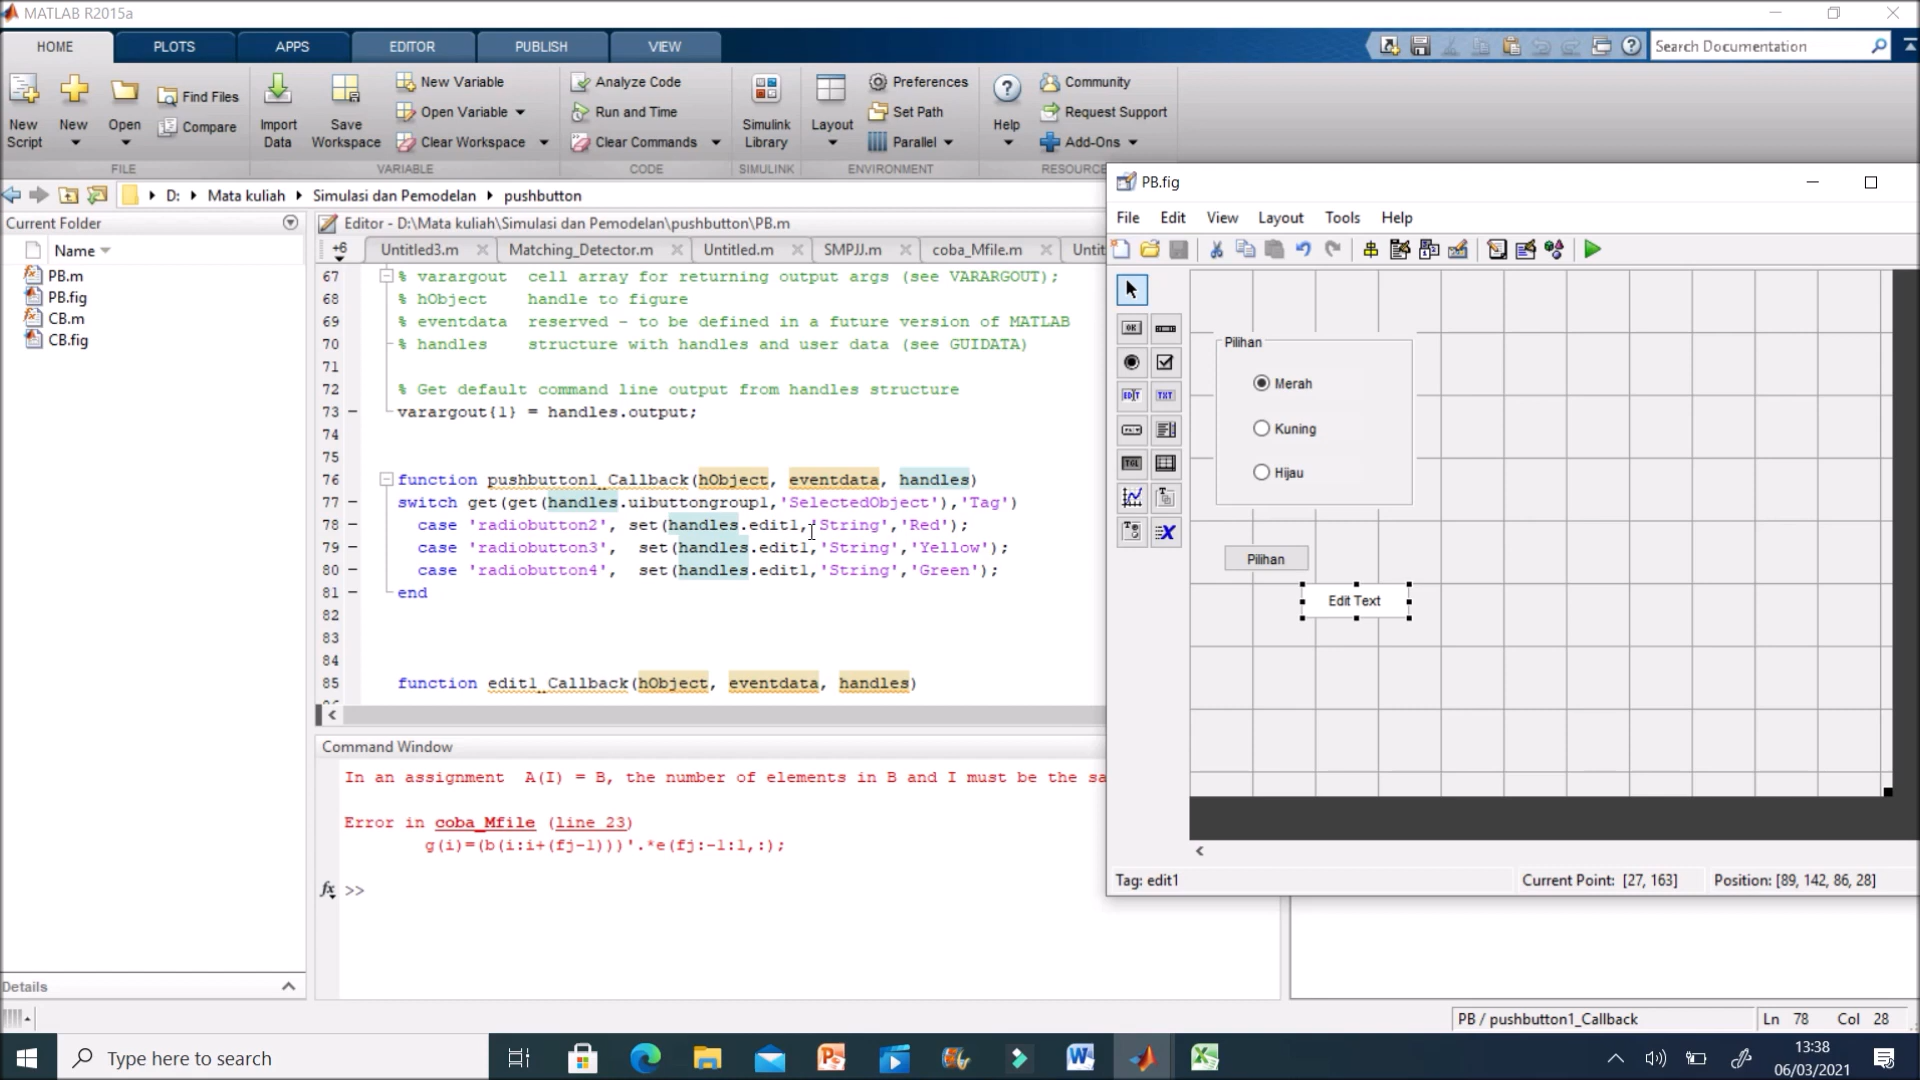 MATLAB R2015a
HOME PLOTS APPS EDITOR PUBLISH VIEW
Search Documentation
New Script
New
Open
Find Files
Compare
Import Data
Save Workspace
New Variable
Open Variable
Clear Workspace
Analyze Code
Run and Time
Clear Commands
Simulink Library
Layout
Preferences
Set Path
Parallel
Help
Community
Request Support
Add-Ons
FILE VARIABLE CODE SIMULINK ENVIRONMENT RESOURC
D: Mata kuliah Simulasi dan Pemodelan pushbutton
Current Folder
Name
PB.m
PB.fig
CB.m
CB.fig
Details
Editor - D:\Mata kuliah\Simulasi dan Pemodelan\pushbutton\PB.m
+6 Untitled3.m Matching_Detector.m Untitled.m SMPJJ.m coba_Mfile.m Unti
67 % varargout cell array for returning output args (see VARARGOUT);
68 % hObject handle to figure
69 % eventdata reserved - to be defined in a future version of MATLAB
70 % handles structure with handles and user data (see GUIDATA)
71
72 % Get default command line output from handles structure
73 varargout{1} = handles.output;
74
75
76 function pushbutton1_Callback(hObject, eventdata, handles)
77 switch get(get(handles.uibuttongroup1,'SelectedObject'),'Tag')
78 case 'radiobutton2', set(handles.edit1,'String','Red');
79 case 'radiobutton3', set(handles.edit1,'String','Yellow');
80 case 'radiobutton4', set(handles.edit1,'String','Green');
81 end
82
83
84
85 function edit1_Callback(hObject, eventdata, handles)
Command Window
In an assignment A(I) = B, the number of elements in B and I must be the sa
Error in coba_Mfile (line 23)
g(i)=(b(i:i+(fj-1)))'.*e(fj:-1:1,:);
fx >>
PB.fig
File Edit View Layout Tools Help
OK
EDIT TXT
TGL
Pilihan
Merah
Kuning
Hijau
Pilihan
Edit Text
Tag: edit1 Current Point: [27, 163] Position: [89, 142, 86, 28]
PB / pushbutton1_Callback Ln 78 Col 28
Type here to search
13:38
06/03/2021